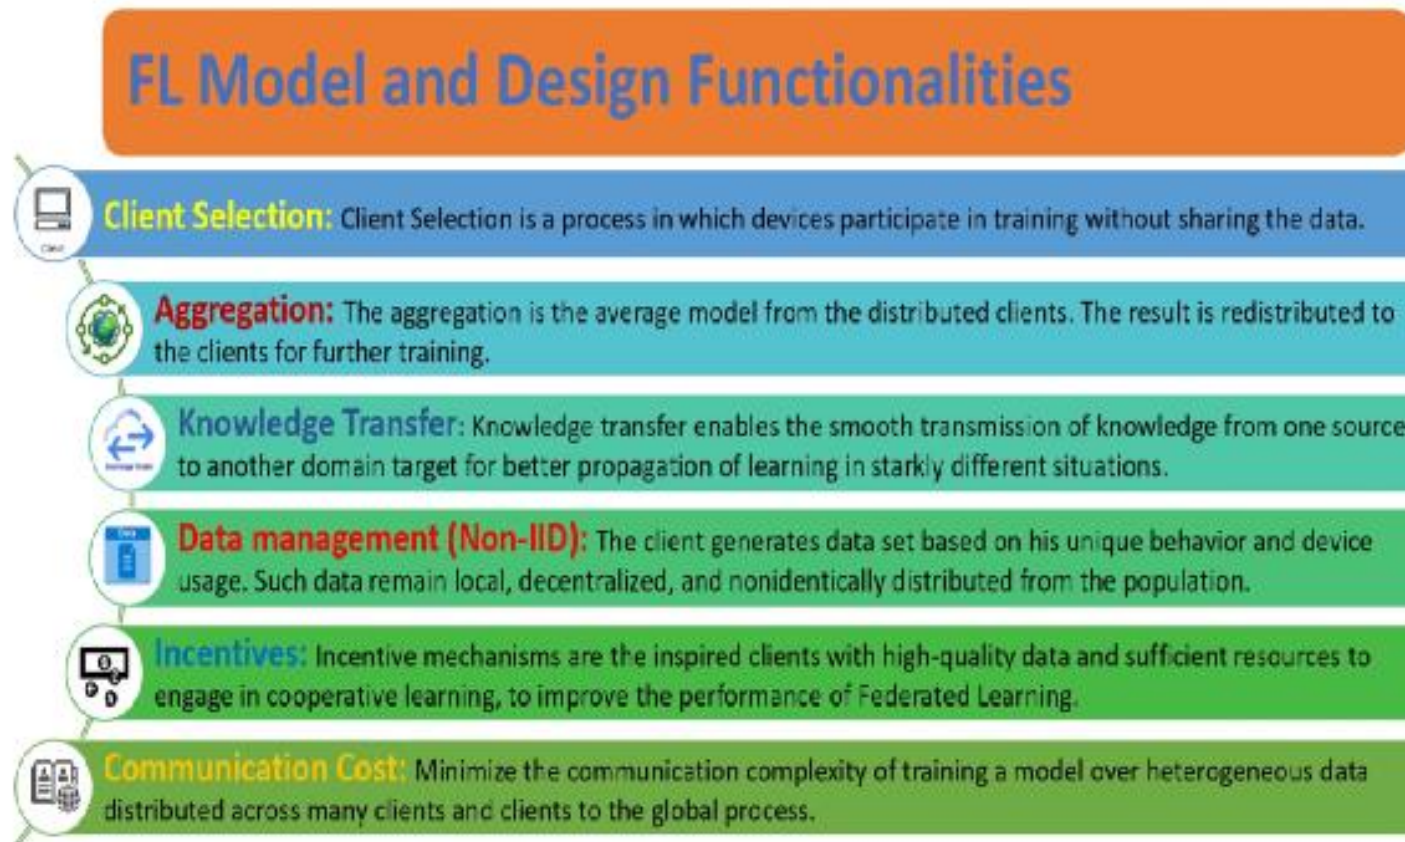 FL Model and Design Functionalities
Client Selection: Client Selection is a process in which devices participate in training without sharing the data.
Aggregation: The aggregation is the average model from the distributed clients. The result is redistributed to
the clients for further training.
Knowledge Transfer: Knowledge transfer enables the smooth transmission of knowledge from one source
to another domain target for better propagation of learning in starkly different situations.
Data
Data management (Non-IID): The client generates data set based on his unique behavior and device
usage. Such data remain local, decentralized, and nonidentically distributed from the population.
Incentives: Incentive mechanisms are the inspired clients with high-quality data and sufficient resources to
engage in cooperative learning, to improve the performance of Federated Learning.
Communication Cost: Minimize the communication complexity of training a model over heterogeneous data
distributed across many clients and clients to the global process.